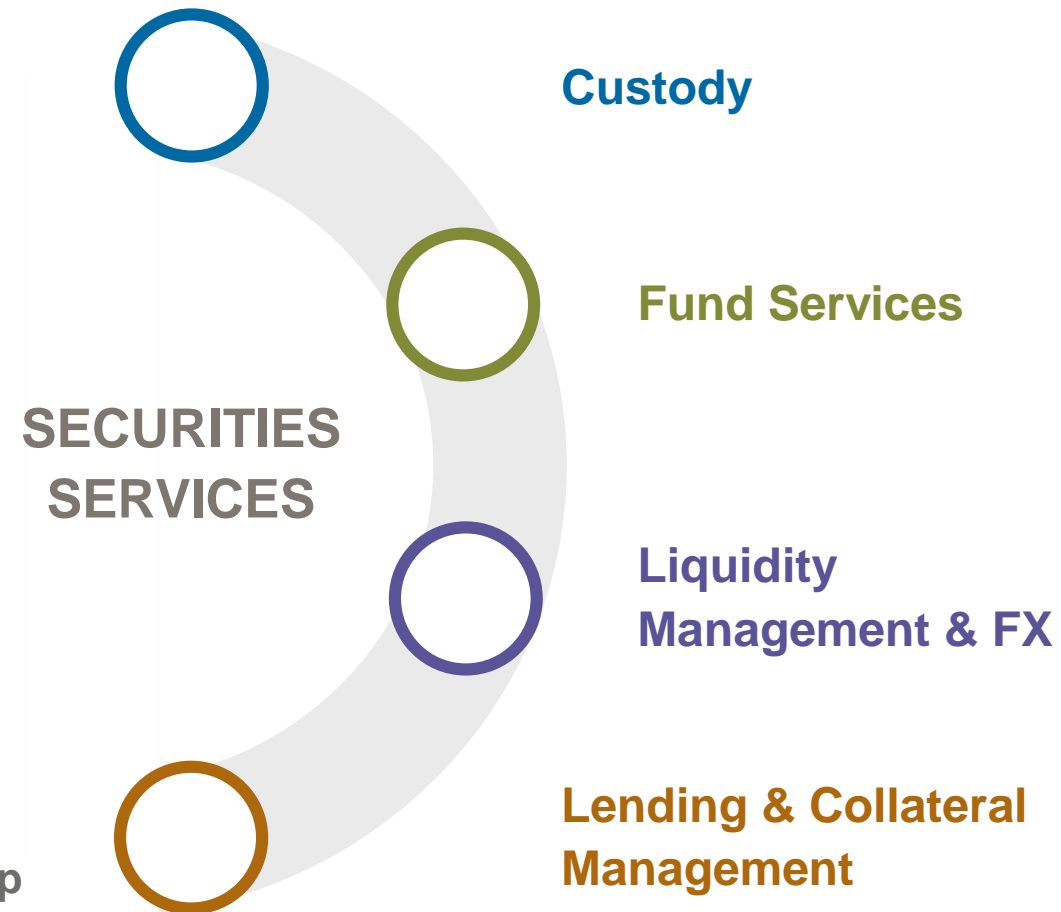 Custody
Fund Services
SECURITIES
SERVICES
Liquidity
Management & FX
Lending & Collateral
Management
p